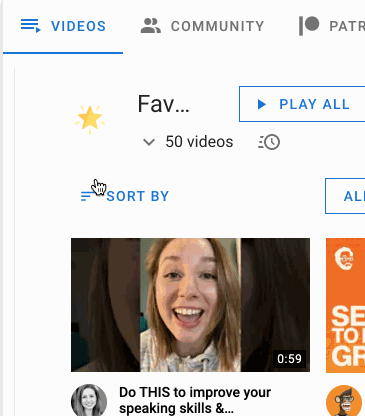 VIDEOS COMMUNITY PATR
Fav... PLAY ALL
50 videos
SORT BY ALL
0:59
SE
TO
GR
Do THIS to improve your
speaking skills &...